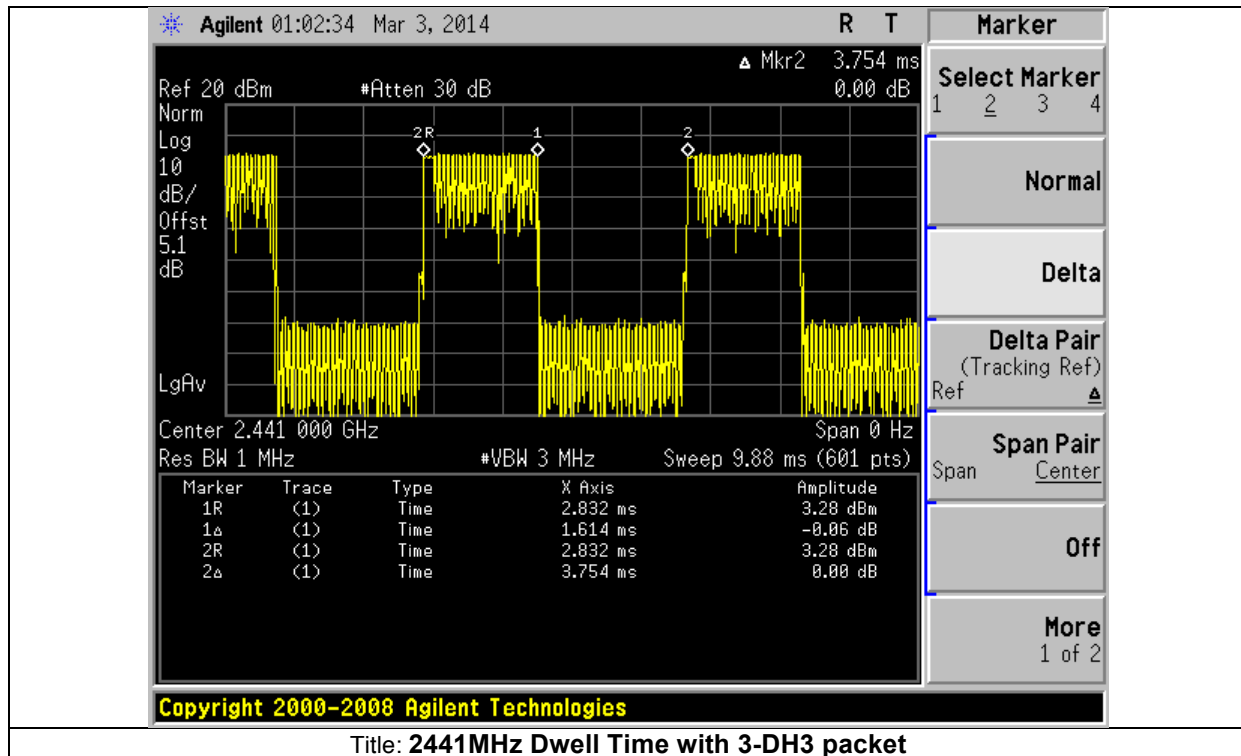 Agilent 01:02:34 Mar 3, 2014 R T
Δ Mkr2 3.754 ms
Ref 20 dBm #Atten 30 dB 0.00 dB
Norm
Log
10
dB/
Offst
5.1
dB
LgAv
2R 1 2
Center 2.441 000 GHz Span 0 Hz
Res BW 1 MHz #VBW 3 MHz Sweep 9.88 ms (601 pts)
Marker Trace Type X Axis Amplitude
1R (1) Time 2.832 ms 3.28 dBm
1Δ (1) Time 1.614 ms -0.06 dB
2R (1) Time 2.832 ms 3.28 dBm
2Δ (1) Time 3.754 ms 0.00 dB
Marker
Select Marker
1 2 3 4
Normal
Delta
Delta Pair
(Tracking Ref)
Ref Δ
Span Pair
Span Center
Off
More
1 of 2
Copyright 2000-2008 Agilent Technologies
Title: 2441MHz Dwell Time with 3-DH3 packet